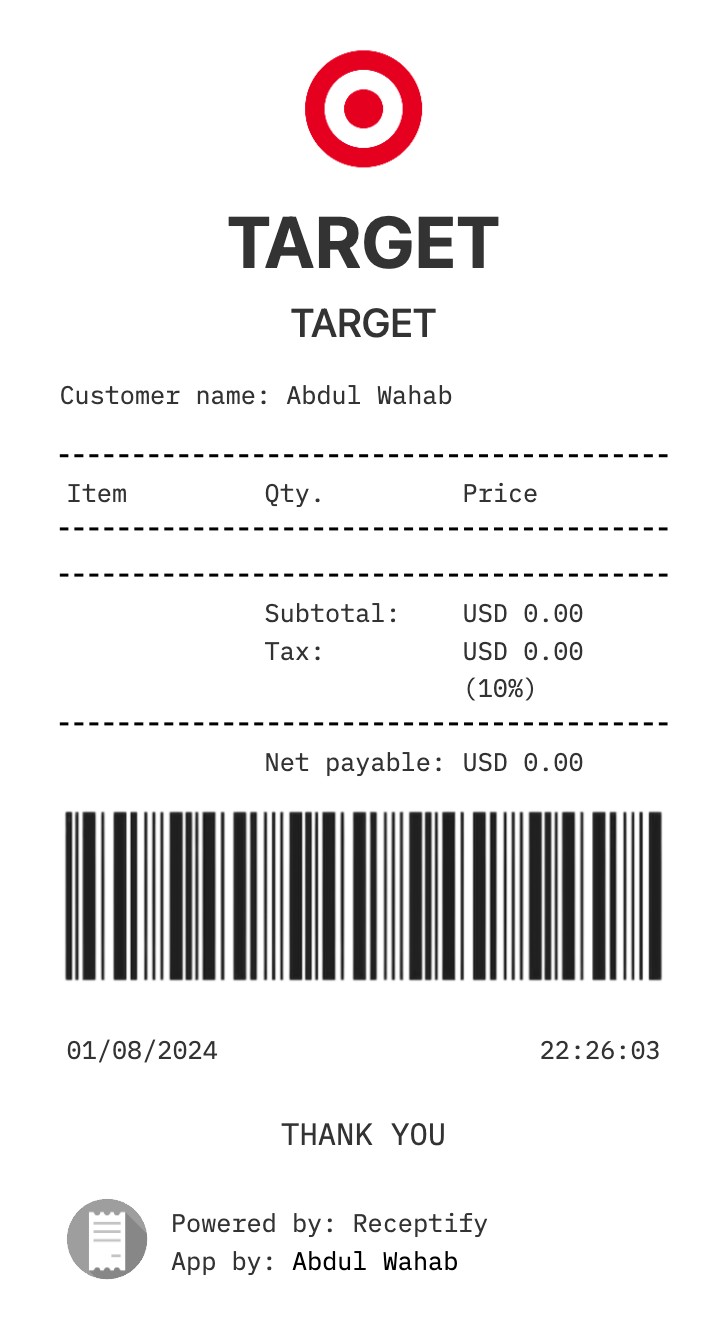 TARGET
TARGET
Customer name: Abdul Wahab
Item Qty. Price
Subtotal: USD 0.00
Tax: USD 0.00
(10%)
Net payable: USD 0.00
01/08/2024 22:26:03
THANK YOU
Powered by: Receptify
App by: Abdul Wahab